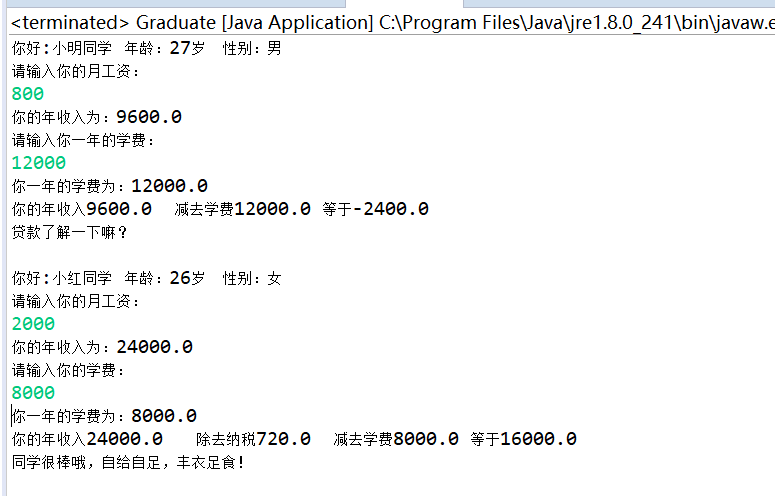 <terminated> Graduate [Java Application] C:\Program Files\Java\jre1.8.0_241\bin\javaw.e
你好:小明同学 年龄：27岁 性别：男
请输入你的月工资：
800
你的年收入为：9600.0
请输入你一年的学费：
12000
你一年的学费为：12000.0
你的年收入9600.0 减去学费12000.0 等于-2400.0
贷款了解一下嘛？
你好:小红同学 年龄：26岁 性别：女
请输入你的月工资：
2000
你的年收入为：24000.0
请输入你的学费：
8000
你一年的学费为：8000.0
你的年收入24000.0 除去纳税720.0 减去学费8000.0 等于16000.0
同学很棒哦，自给自足，丰衣足食！